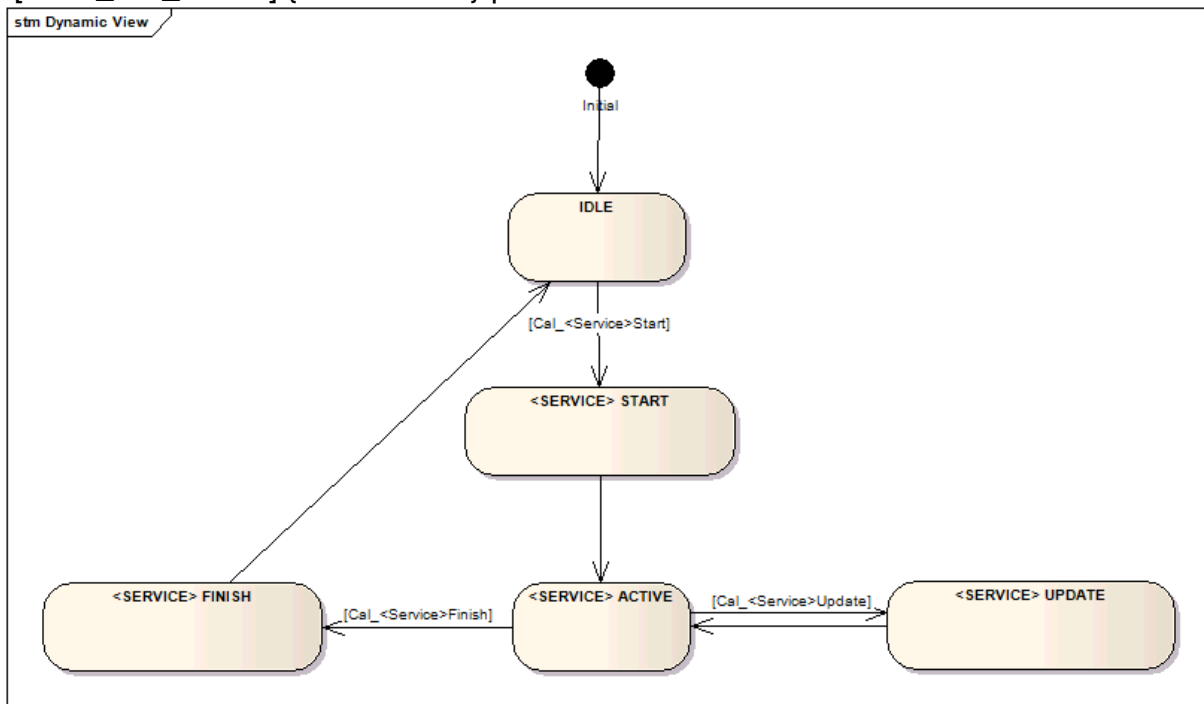 stm Dynamic View
Initial
IDLE
[Cal_<Service>Start]
<SERVICE> START
<SERVICE> FINISH
[Cal_<Service>Finish]
<SERVICE> ACTIVE
[Cal_<Service>Update]
<SERVICE> UPDATE